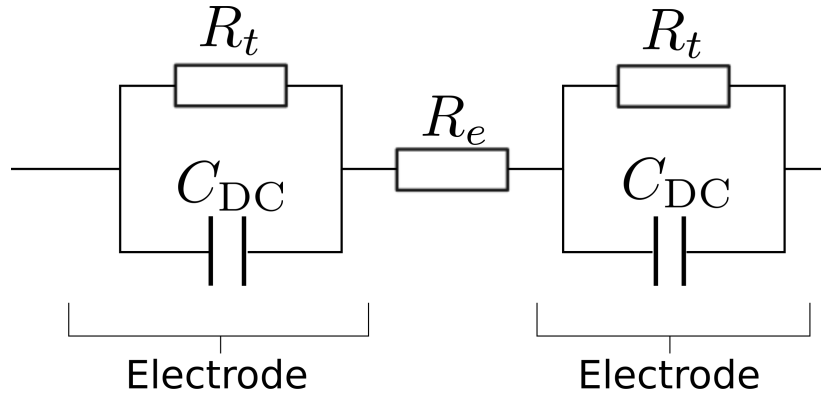 R_t
R_t
R_e
C_DC
C_DC
Electrode
Electrode